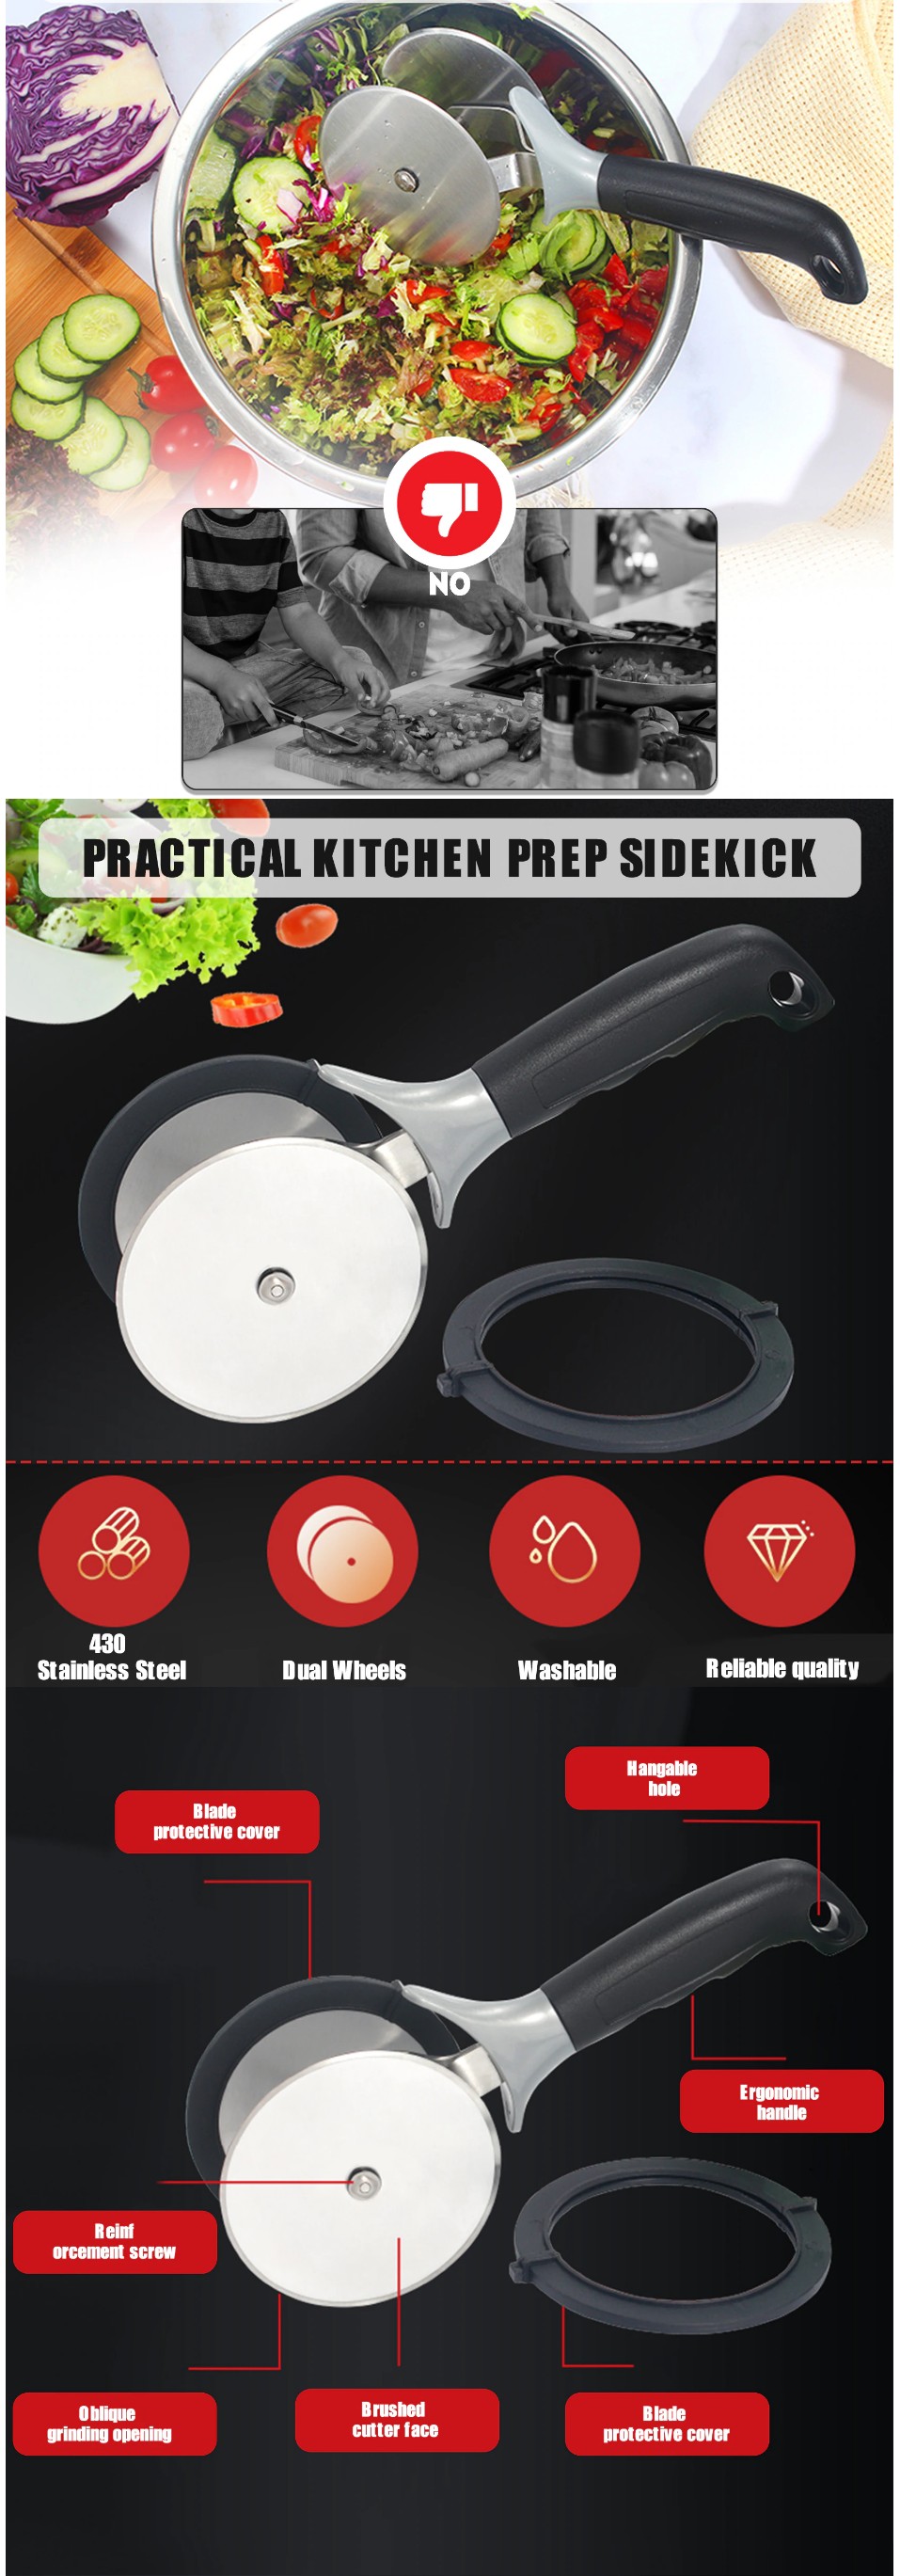 NO
PRACTICAL KITCHEN PREP SIDEKICK
430
Stainless Steel
Dual Wheels
Washable
Reliable quality
Hangable
hole
Blade
protective cover
Ergonomic
handle
Reinf
orcement screw
Oblique
grinding opening
Brushed
cutter face
Blade
protective cover